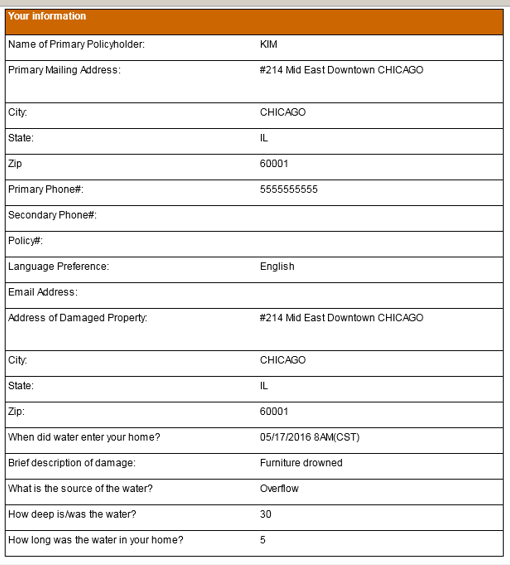 Your information
Name of Primary Policyholder: KIM
Primary Mailing Address: #214 Mid East Downtown CHICAGO
City: CHICAGO
State: IL
Zip 60001
Primary Phone#: 5555555555
Secondary Phone#:
Policy#:
Language Preference: English
Email Address:
Address of Damaged Property: #214 Mid East Downtown CHICAGO
City: CHICAGO
State: IL
Zip: 60001
When did water enter your home? 05/17/2016 8AM(CST)
Brief description of damage: Furniture drowned
What is the source of the water? Overflow
How deep is/was the water? 30
How long was the water in your home? 5